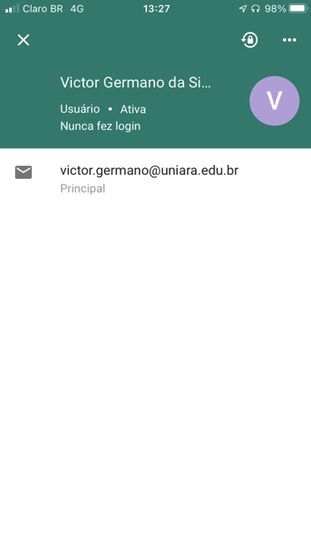 Claro BR 4G 13:27 98%
Victor Germano da Si...
V
Usuário • Ativa
Nunca fez login
victor.germano@uniara.edu.br
Principal